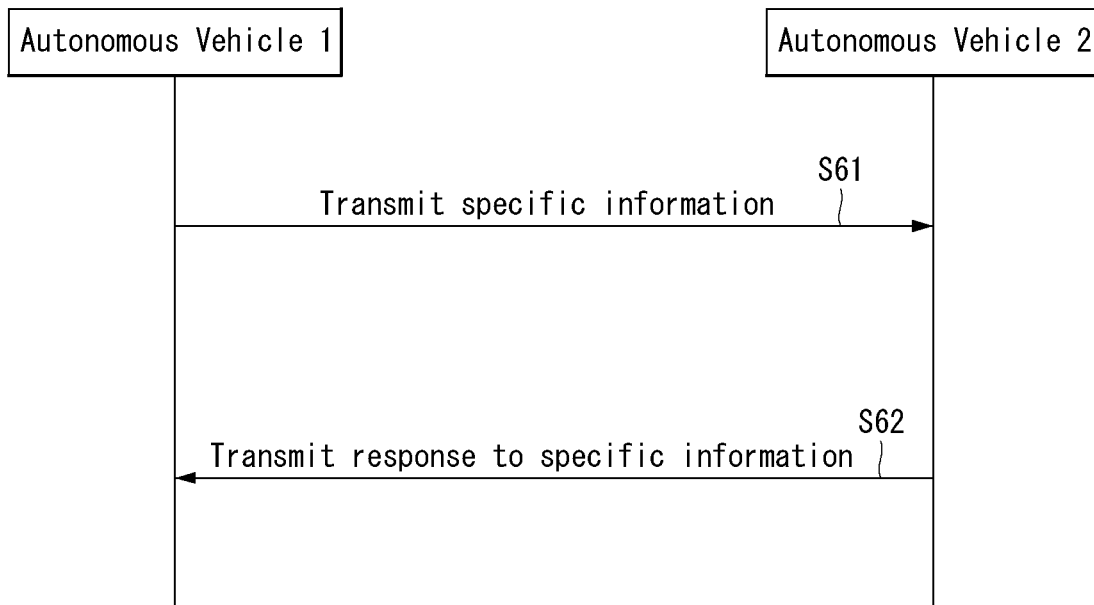 Autonomous Vehicle 1
Autonomous Vehicle 2
S61
Transmit specific information
S62
Transmit response to specific information